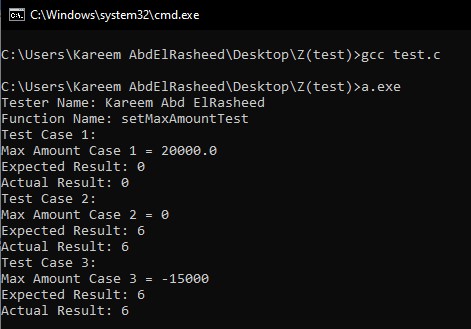 C:\Windows\system32\cmd.exe
C:\Users\Kareem AbdElRasheed\Desktop\Z(test)>gcc test.c
C:\Users\Kareem AbdElRasheed\Desktop\Z(test)>a.exe
Tester Name: Kareem Abd ElRasheed
Function Name: setMaxAmountTest
Test Case 1:
Max Amount Case 1 = 20000.0
Expected Result: 0
Actual Result: 0
Test Case 2:
Max Amount Case 2 = 0
Expected Result: 6
Actual Result: 6
Test Case 3:
Max Amount Case 3 = -15000
Expected Result: 6
Actual Result: 6